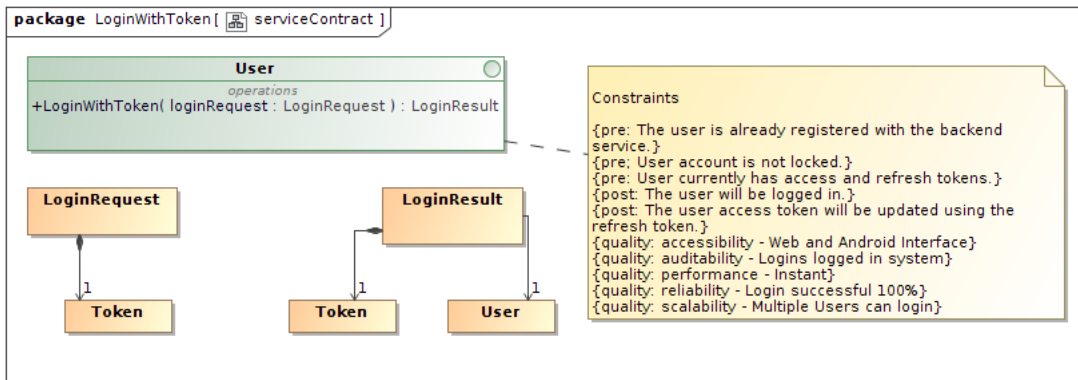 package LoginWithToken [ serviceContract ]
User
operations
+LoginWithToken( loginRequest : LoginRequest ) : LoginResult
Constraints
{pre: The user is already registered with the backend
service.}
{pre; User account is not locked.}
{pre: User currently has access and refresh tokens.}
{post: The user will be logged in.}
{post: The user access token will be updated using the
refresh token.}
{quality: accessibility - Web and Android Interface}
{quality: auditability - Logins logged in system}
{quality: performance - Instant}
{quality: reliability - Login successful 100%}
{quality: scalability - Multiple Users can login}
LoginRequest
LoginResult
1
1
1
Token
Token
User